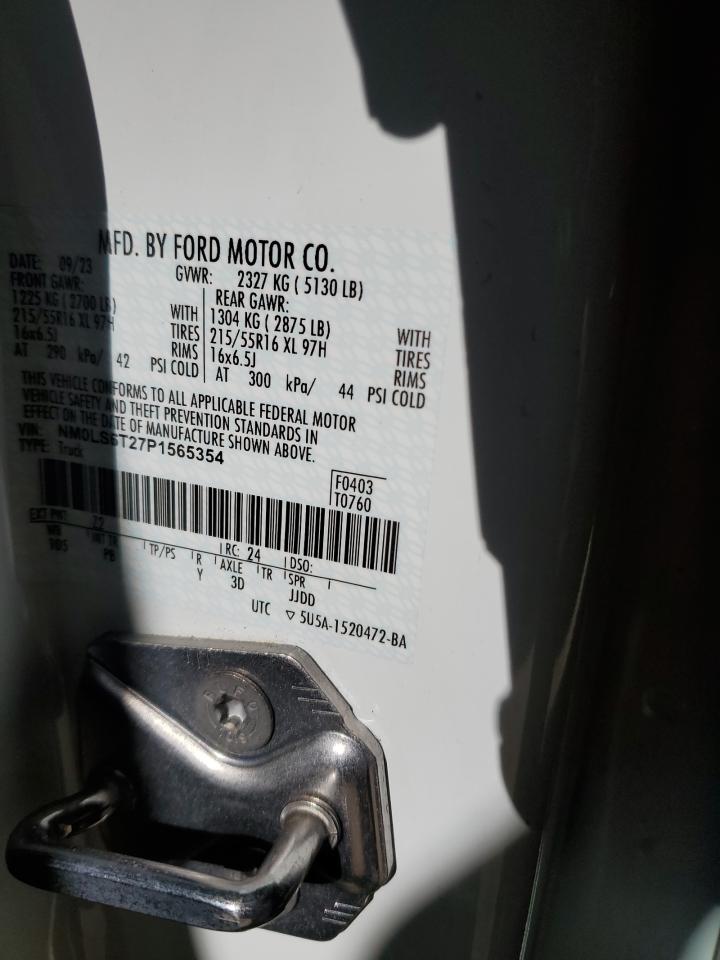 MFD. BY FORD MOTOR CO.
DATE: 09/23
GVWR: 2327 KG ( 5130 LB)
FRONT GAWR:
1225 KG ( 2700 LB)
215/55R16 XL 97H
16x6.5J
AT 290 kPa/ 42 PSI COLD
WITH
TIRES
RIMS
REAR GAWR:
1304 KG ( 2875 LB)
215/55R16 XL 97H
16x6.5J
AT 300 kPa/ 44 PSI COLD
WITH
TIRES
RIMS
THIS VEHICLE CONFORMS TO ALL APPLICABLE FEDERAL MOTOR
VEHICLE SAFETY AND THEFT PREVENTION STANDARDS IN
EFFECT ON THE DATE OF MANUFACTURE SHOWN ABOVE.
VIN: NM0LS6T27P1565354
TYPE: Truck
F0403
T0760
EXT PNT: Z2 RC: 24 DSO:
WB INT TR TP/PS R AXLE TR SPR
105 PB Y 3D JJDD
UTC ▽ 5U5A-1520472-BA